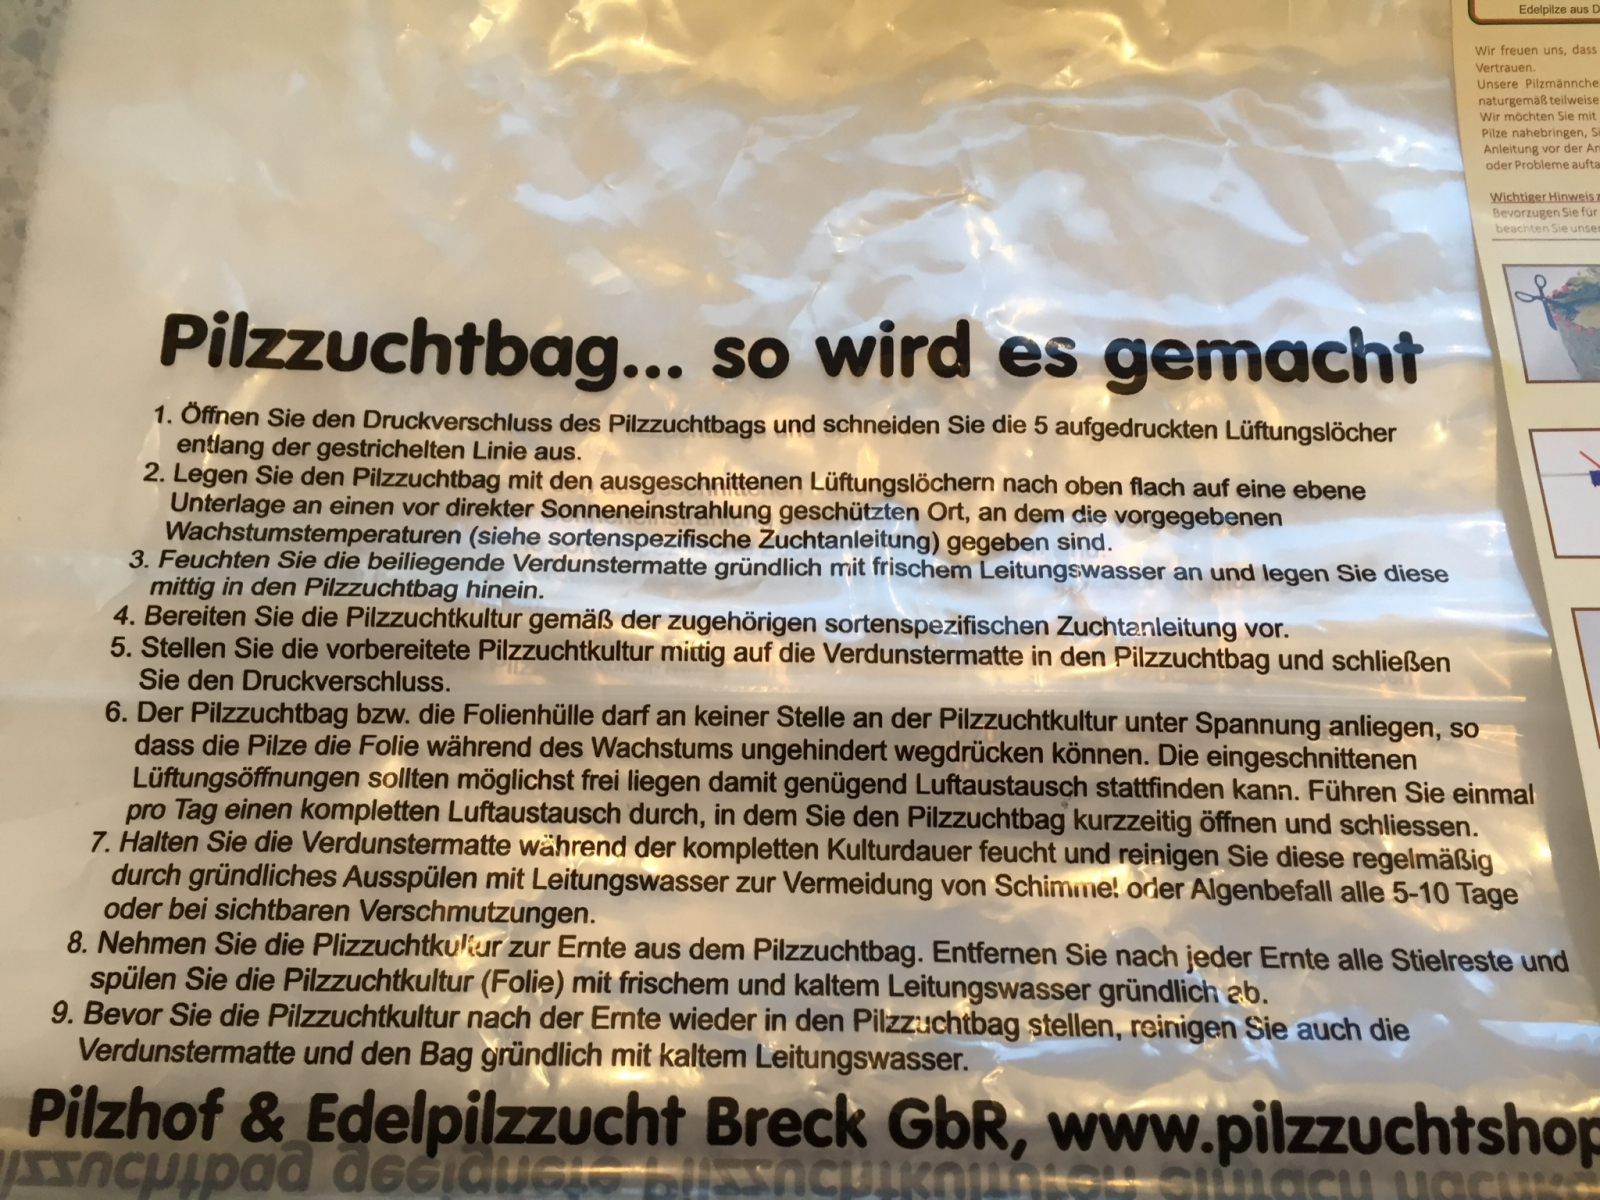 Edelpilze aus D
Wir freuen uns, dass
Vertrauen.
Unsere Pilzmännche
naturgemäß teilweise
Wir möchten Sie mit
Pilze nahebringen, Si
Anleitung vor der An
oder Probleme aufta
Wichtiger Hinweis z
Bevorzugen Sie für
beachten Sie unser
Pilzzuchtbag... so wird es gemacht
1. Öffnen Sie den Druckverschluss des Pilzzuchtbags und schneiden Sie die 5 aufgedruckten Lüftungslöcher
entlang der gestrichelten Linie aus.
2. Legen Sie den Pilzzuchtbag mit den ausgeschnittenen Lüftungslöchern nach oben flach auf eine ebene
Unterlage an einen vor direkter Sonneneinstrahlung geschützten Ort, an dem die vorgegebenen
Wachstumstemperaturen (siehe sortenspezifische Zuchtanleitung) gegeben sind.
3. Feuchten Sie die beiliegende Verdunstermatte gründlich mit frischem Leitungswasser an und legen Sie diese
mittig in den Pilzzuchtbag hinein.
4. Bereiten Sie die Pilzzuchtkultur gemäß der zugehörigen sortenspezifischen Zuchtanleitung vor.
5. Stellen Sie die vorbereitete Pilzzuchtkultur mittig auf die Verdunstermatte in den Pilzzuchtbag und schließen
Sie den Druckverschluss.
6. Der Pilzzuchtbag bzw. die Folienhülle darf an keiner Stelle an der Pilzzuchtkultur unter Spannung anliegen, so
dass die Pilze die Folie während des Wachstums ungehindert wegdrücken können. Die eingeschnittenen
Lüftungsöffnungen sollten möglichst frei liegen damit genügend Luftaustausch stattfinden kann. Führen Sie einmal
pro Tag einen kompletten Luftaustausch durch, in dem Sie den Pilzzuchtbag kurzzeitig öffnen und schliessen.
7. Halten Sie die Verdunstermatte während der kompletten Kulturdauer feucht und reinigen Sie diese regelmäßig
durch gründliches Ausspülen mit Leitungswasser zur Vermeidung von Schimmel oder Algenbefall alle 5-10 Tage
oder bei sichtbaren Verschmutzungen.
8. Nehmen Sie die Plizzuchtkultur zur Ernte aus dem Pilzzuchtbag. Entfernen Sie nach jeder Ernte alle Stielreste und
spülen Sie die Pilzzuchtkultur (Folie) mit frischem und kaltem Leitungswasser gründlich ab.
9. Bevor Sie die Pilzzuchtkultur nach der Ernte wieder in den Pilzzuchtbag stellen, reinigen Sie auch die
Verdunstermatte und den Bag gründlich mit kaltem Leitungswasser.
Pilzhof & Edelpilzzucht Breck GbR, www.pilzzuchtshop